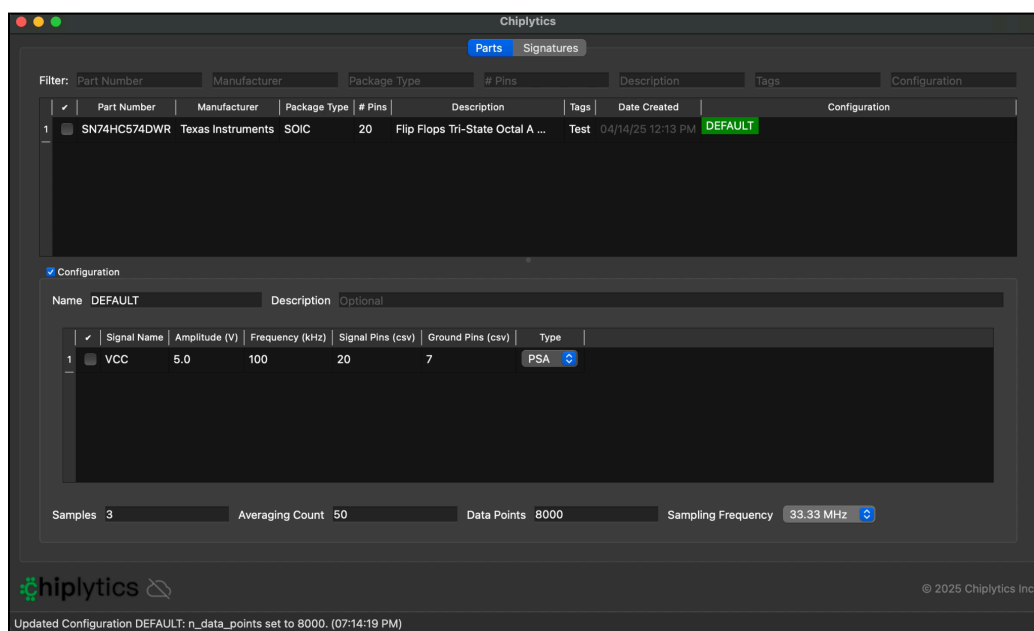 Chiplytics
Parts Signatures
Filter: Part Number Manufacturer Package Type # Pins Description Tags Configuration
✔ Part Number Manufacturer Package Type # Pins Description Tags Date Created Configuration
1 SN74HC574DWR Texas Instruments SOIC 20 Flip Flops Tri-State Octal A ... Test 04/14/25 12:13 PM DEFAULT
Configuration
Name DEFAULT Description Optional
✔ Signal Name Amplitude (V) Frequency (kHz) Signal Pins (csv) Ground Pins (csv) Type
1 VCC 5.0 100 20 7 PSA
Samples 3 Averaging Count 50 Data Points 8000 Sampling Frequency 33.33 MHz
chiplytics © 2025 Chiplytics Inc
Updated Configuration DEFAULT: n_data_points set to 8000. (07:14:19 PM)